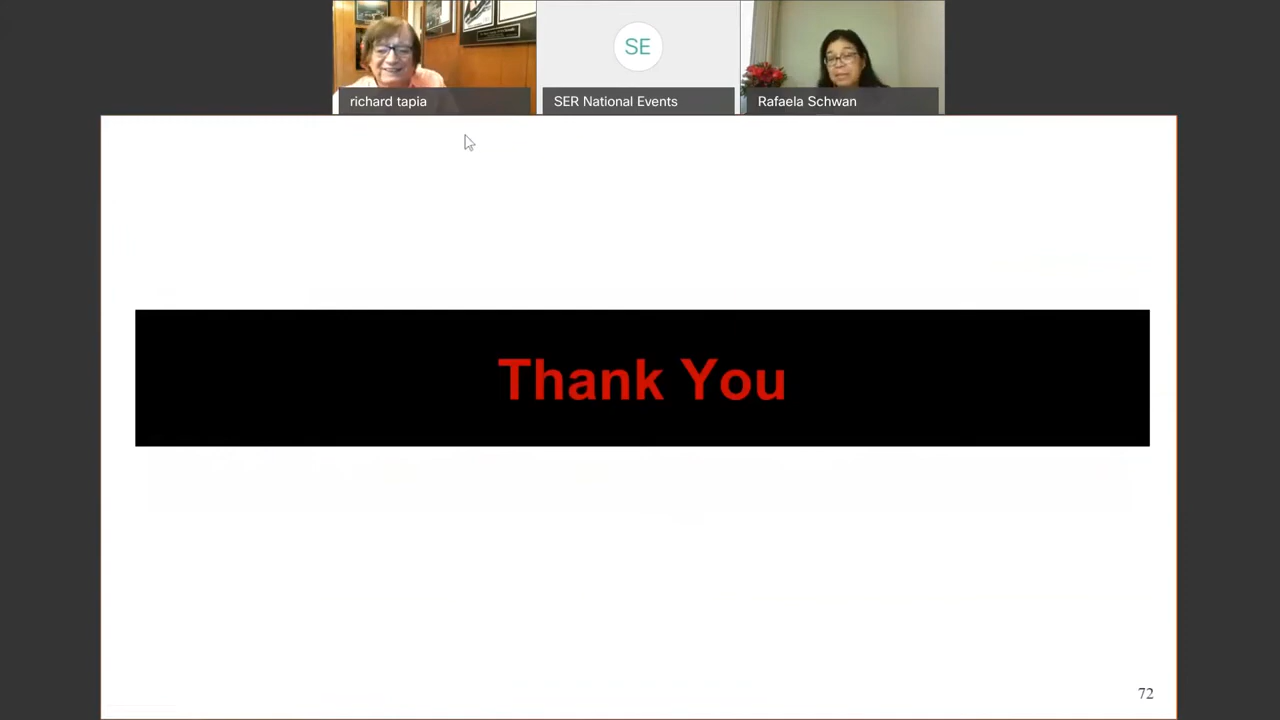 SE
richard tapia
SER National Events
Rafaela Schwan
Thank You
72